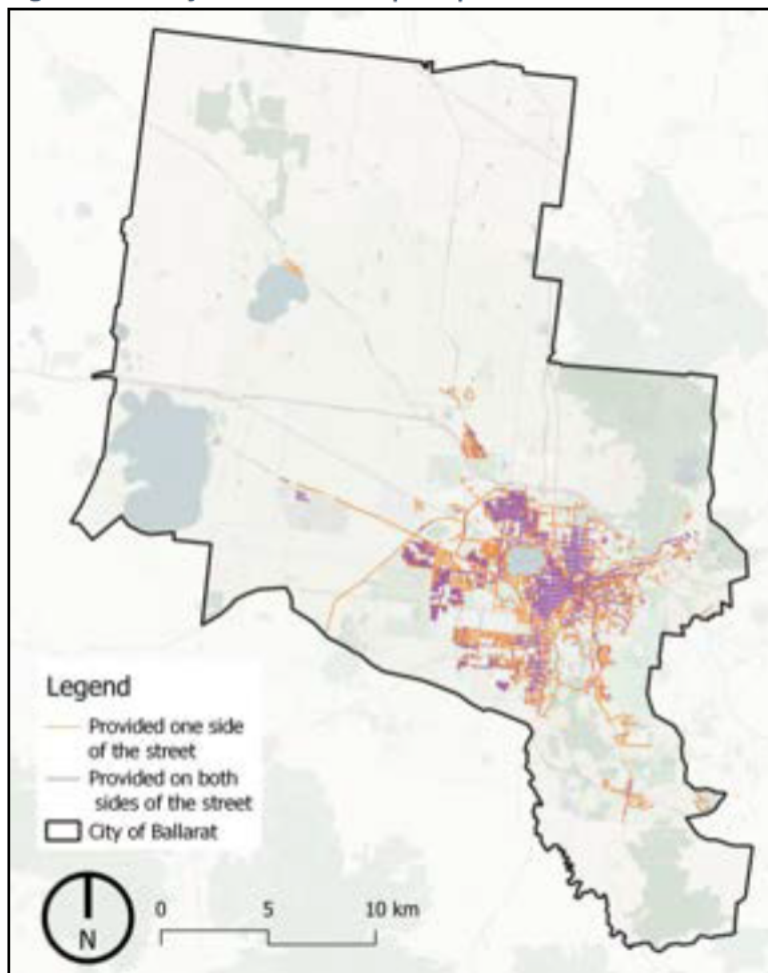 Legend
Provided one side
of the street
Provided on both
sides of the street
City of Ballarat
N
0 5 10 km